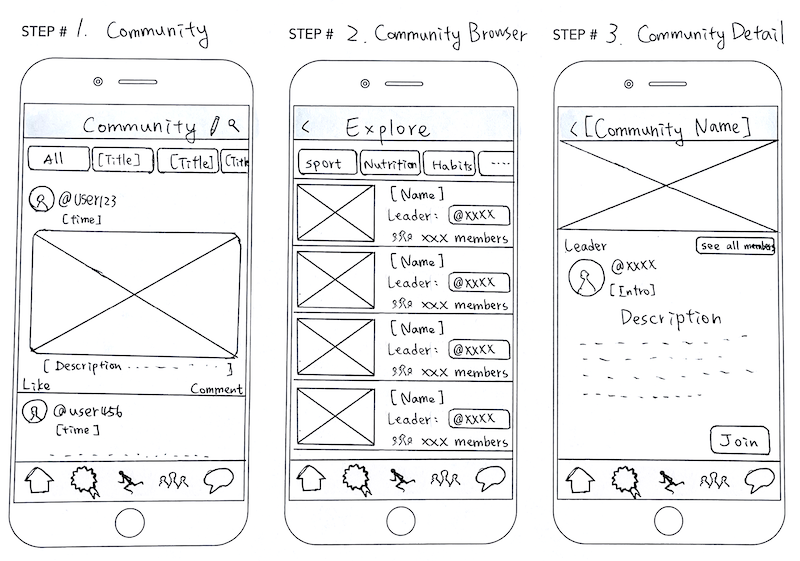 STEP # 1. Community
Community
All [Title] [Title] [Title
@user123
[time]
[Description - - - - - - ]
Like Comment
@user456
[time]
STEP # 2. Community Browser
< Explore
Sport Nutrition Habits ....
[Name]
Leader: @XXXX
XXX members
[Name]
Leader: @XXXX
XXX members
[Name]
Leader: @XXXX
XXX members
[Name]
Leader: @XXXX
XXX members
STEP # 3. Community Detail
< [Community Name]
Leader see all members
@XXXX
[Intro]
Description
Join